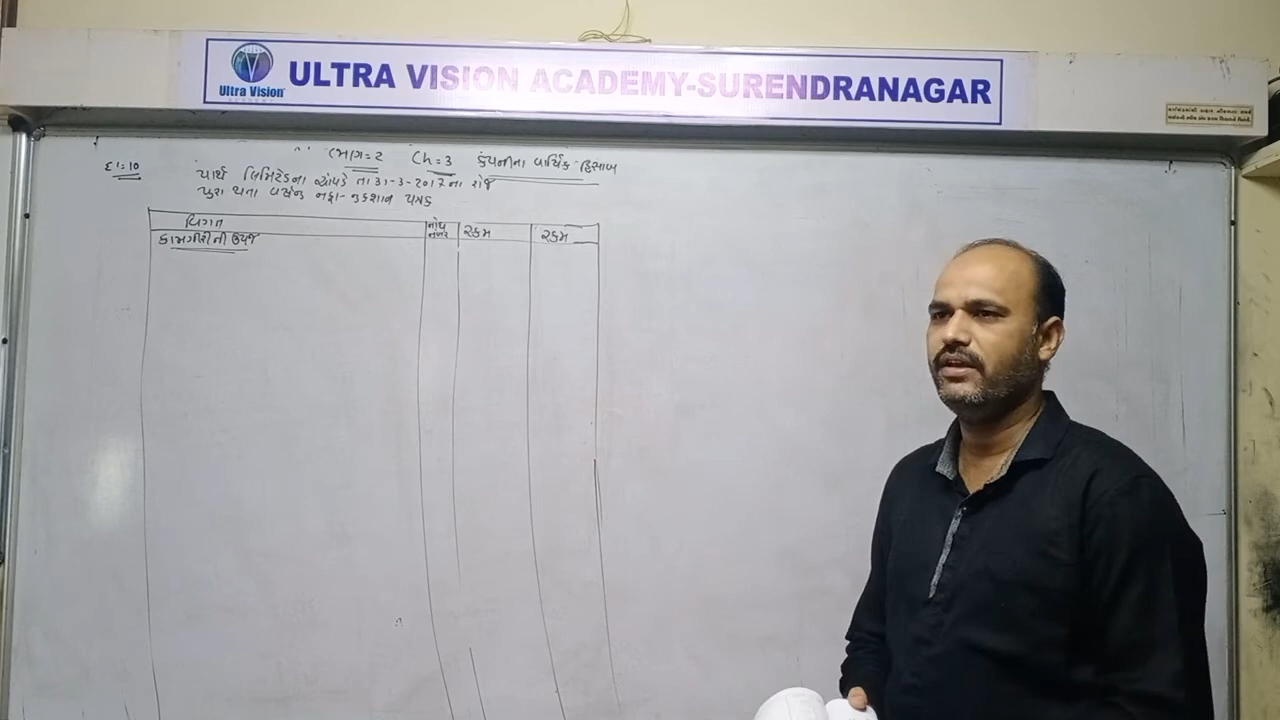 Ultra Vision
ACADEMY
ULTRA VISION ACADEMY-SURENDRANAGAR
ભાગ=2 Ch=3 કંપનીના વાર્ષિક હિસાબ
દા:10
પાર્થ લિમિટેડના ચોપડે તા 31-3-2017ના રોજ
પુરા થતા વર્ષનું નફા-નુકશાન પત્રક
વિગત નોંધ નંબર રકમ રકમ
કામગીરીની ઉપજ